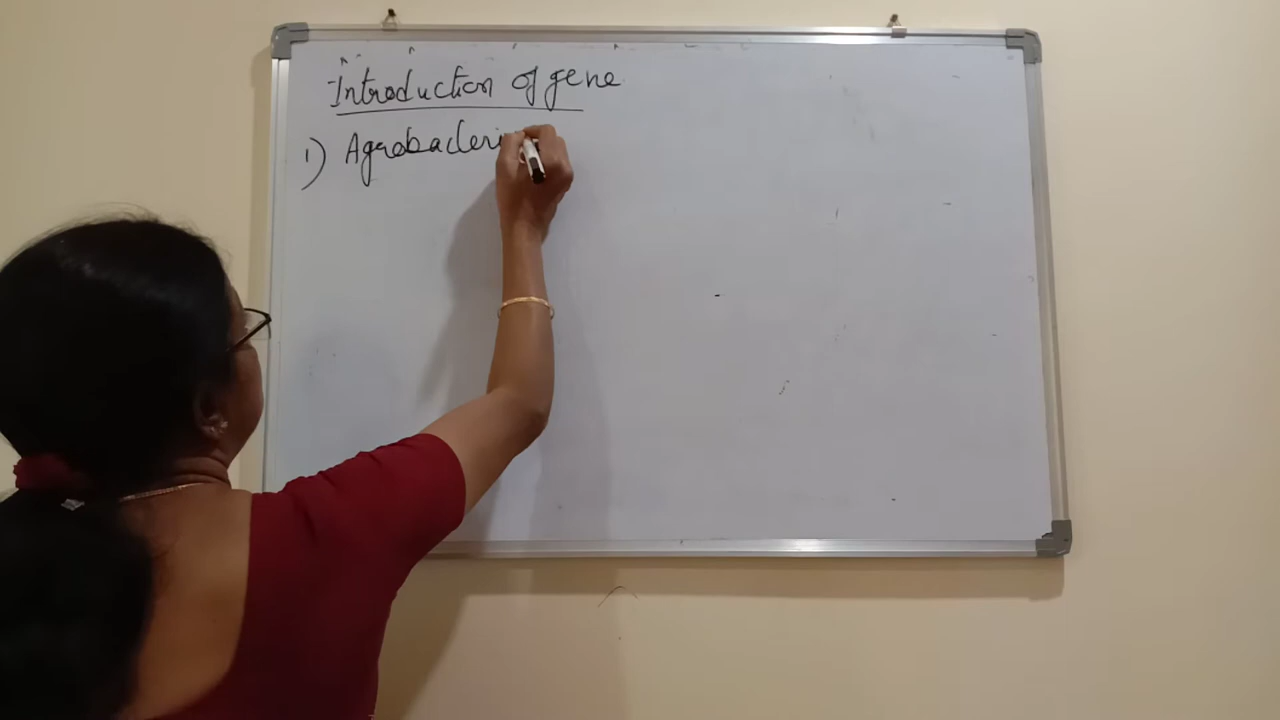 Introduction of gene
1) Agrobacteri